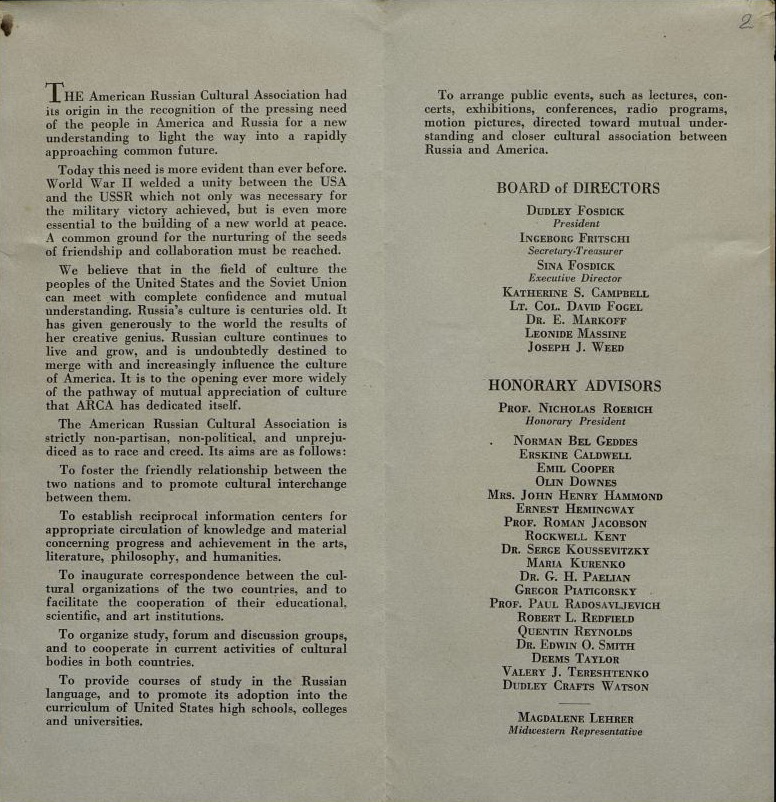 2
THE American Russian Cultural Association had
its origin in the recognition of the pressing need
of the people in America and Russia for a new
understanding to light the way into a rapidly
approaching common future.
Today this need is more evident than ever before.
World War II welded a unity between the USA
and the USSR which not only was necessary for
the military victory achieved, but is even more
essential to the building of a new world at peace.
A common ground for the nurturing of the seeds
of friendship and collaboration must be reached.
We believe that in the field of culture the
peoples of the United States and the Soviet Union
can meet with complete confidence and mutual
understanding. Russia's culture is centuries old. It
has given generously to the world the results of
her creative genius. Russian culture continues to
live and grow, and is undoubtedly destined to
merge with and increasingly influence the culture
of America. It is to the opening ever more widely
of the pathway of mutual appreciation of culture
that ARCA has dedicated itself.
The American Russian Cultural Association is
strictly non-partisan, non-political, and unpreju-
diced as to race and creed. Its aims are as follows:
To foster the friendly relationship between the
two nations and to promote cultural interchange
between them.
To establish reciprocal information centers for
appropriate circulation of knowledge and material
concerning progress and achievement in the arts,
literature, philosophy, and humanities.
To inaugurate correspondence between the cul-
tural organizations of the two countries, and to
facilitate the cooperation of their educational,
scientific, and art institutions.
To organize study, forum and discussion groups,
and to cooperate in current activities of cultural
bodies in both countries.
To provide courses of study in the Russian
language, and to promote its adoption into the
curriculum of United States high schools, colleges
and universities.
To arrange public events, such as lectures, con-
certs, exhibitions, conferences, radio programs,
motion pictures, directed toward mutual under-
standing and closer cultural association between
Russia and America.
BOARD of DIRECTORS
DUDLEY FOSDICK
President
INGEBORG FRITSCHI
Secretary-Treasurer
SINA FOSDICK
Executive Director
KATHERINE S. CAMPBELL
LT. COL. DAVID FOGEL
DR. E. MARKOFF
LEONIDE MASSINE
JOSEPH J. WEED
HONORARY ADVISORS
PROF. NICHOLAS ROERICH
Honorary President
NORMAN BEL GEDDES
ERSKINE CALDWELL
EMIL COOPER
OLIN DOWNES
MRS. JOHN HENRY HAMMOND
ERNEST HEMINGWAY
PROF. ROMAN JACOBSON
ROCKWELL KENT
DR. SERGE KOUSSEVITZKY
MARIA KURENKO
DR. G. H. PAELIAN
GREGOR PIATIGORSKY
PROF. PAUL RADOSAVLJEVICH
ROBERT L. REDFIELD
QUENTIN REYNOLDS
DR. EDWIN O. SMITH
DEEMS TAYLOR
VALERY J. TERESHTENKO
DUDLEY CRAFTS WATSON
MAGDALENE LEHRER
Midwestern Representative